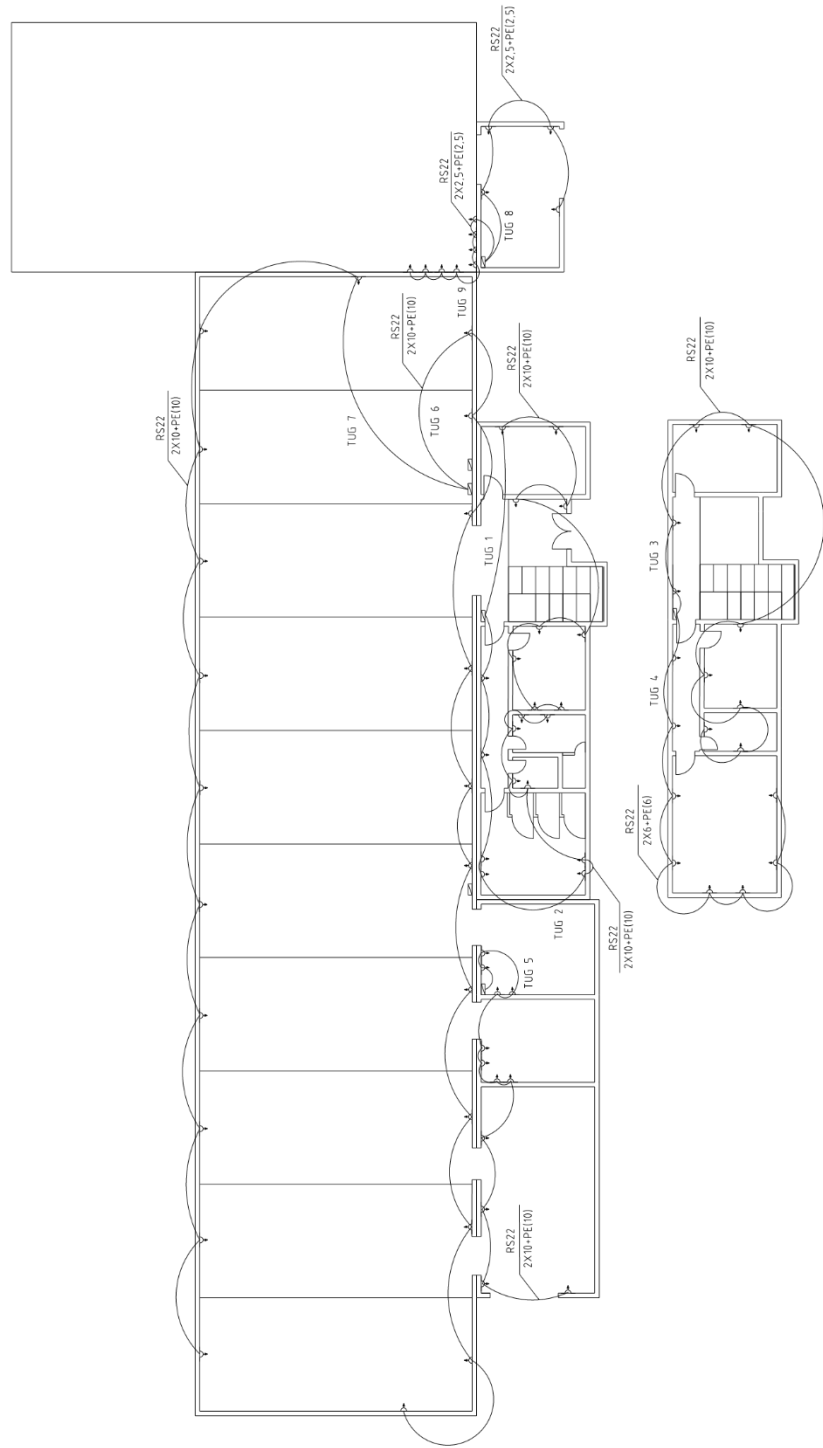 RS22
2X2,5+PE(2,5)
RS22
2X2,5+PE(2,5)
TUG 8
TUG 9
RS22
2X10+PE(10)
TUG 7
TUG 6
RS22
2X10+PE(10)
RS22
2X10+PE(10)
RS22
2X10+PE(10)
TUG 1
TUG 3
TUG 4
RS22
2X6+PE(6)
RS22
2X10+PE(10)
TUG 2
TUG 5
RS22
2X10+PE(10)